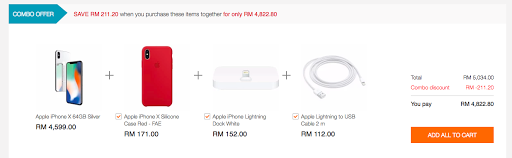 COMBO OFFER
SAVE RM 211.20 when you purchase these items together for only RM 4,822.80
Apple iPhone X 64GB Silver
RM 4,599.00
Apple iPhone X Silicone
Case Red - FAE
RM 171.00
Apple iPhone Lightning
Dock White
RM 152.00
Apple Lightning to USB
Cable 2 m
RM 112.00
Total RM 5,034.00
Combo discount RM -211.20
You pay RM 4,822.80
ADD ALL TO CART